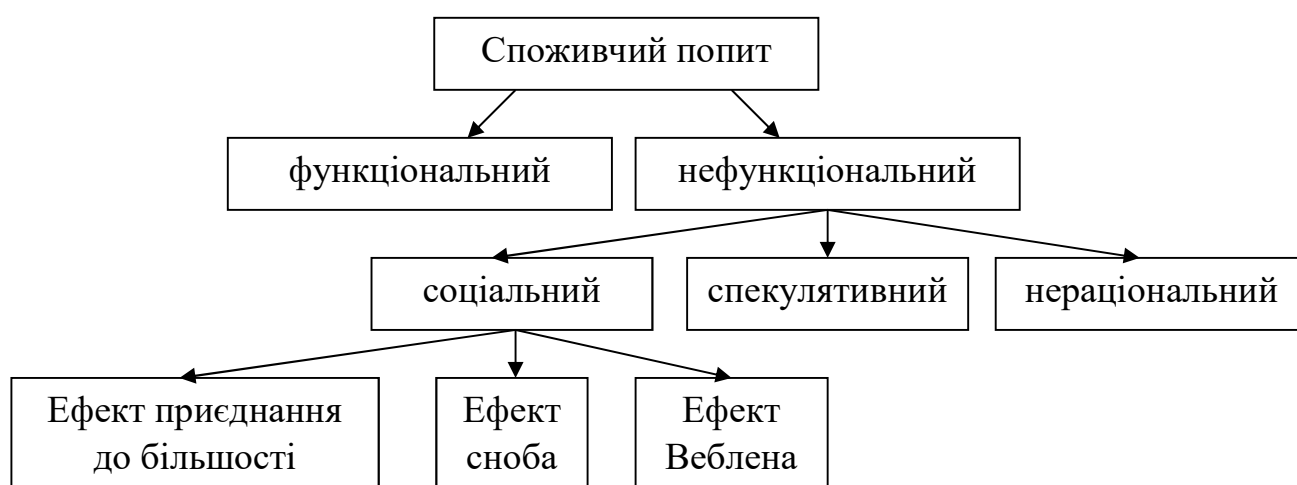 Споживчий попит
функціональний
нефункціональний
соціальний
спекулятивний
нераціональний
Ефект приєднання
до більшості
Ефект
сноба
Ефект
Веблена